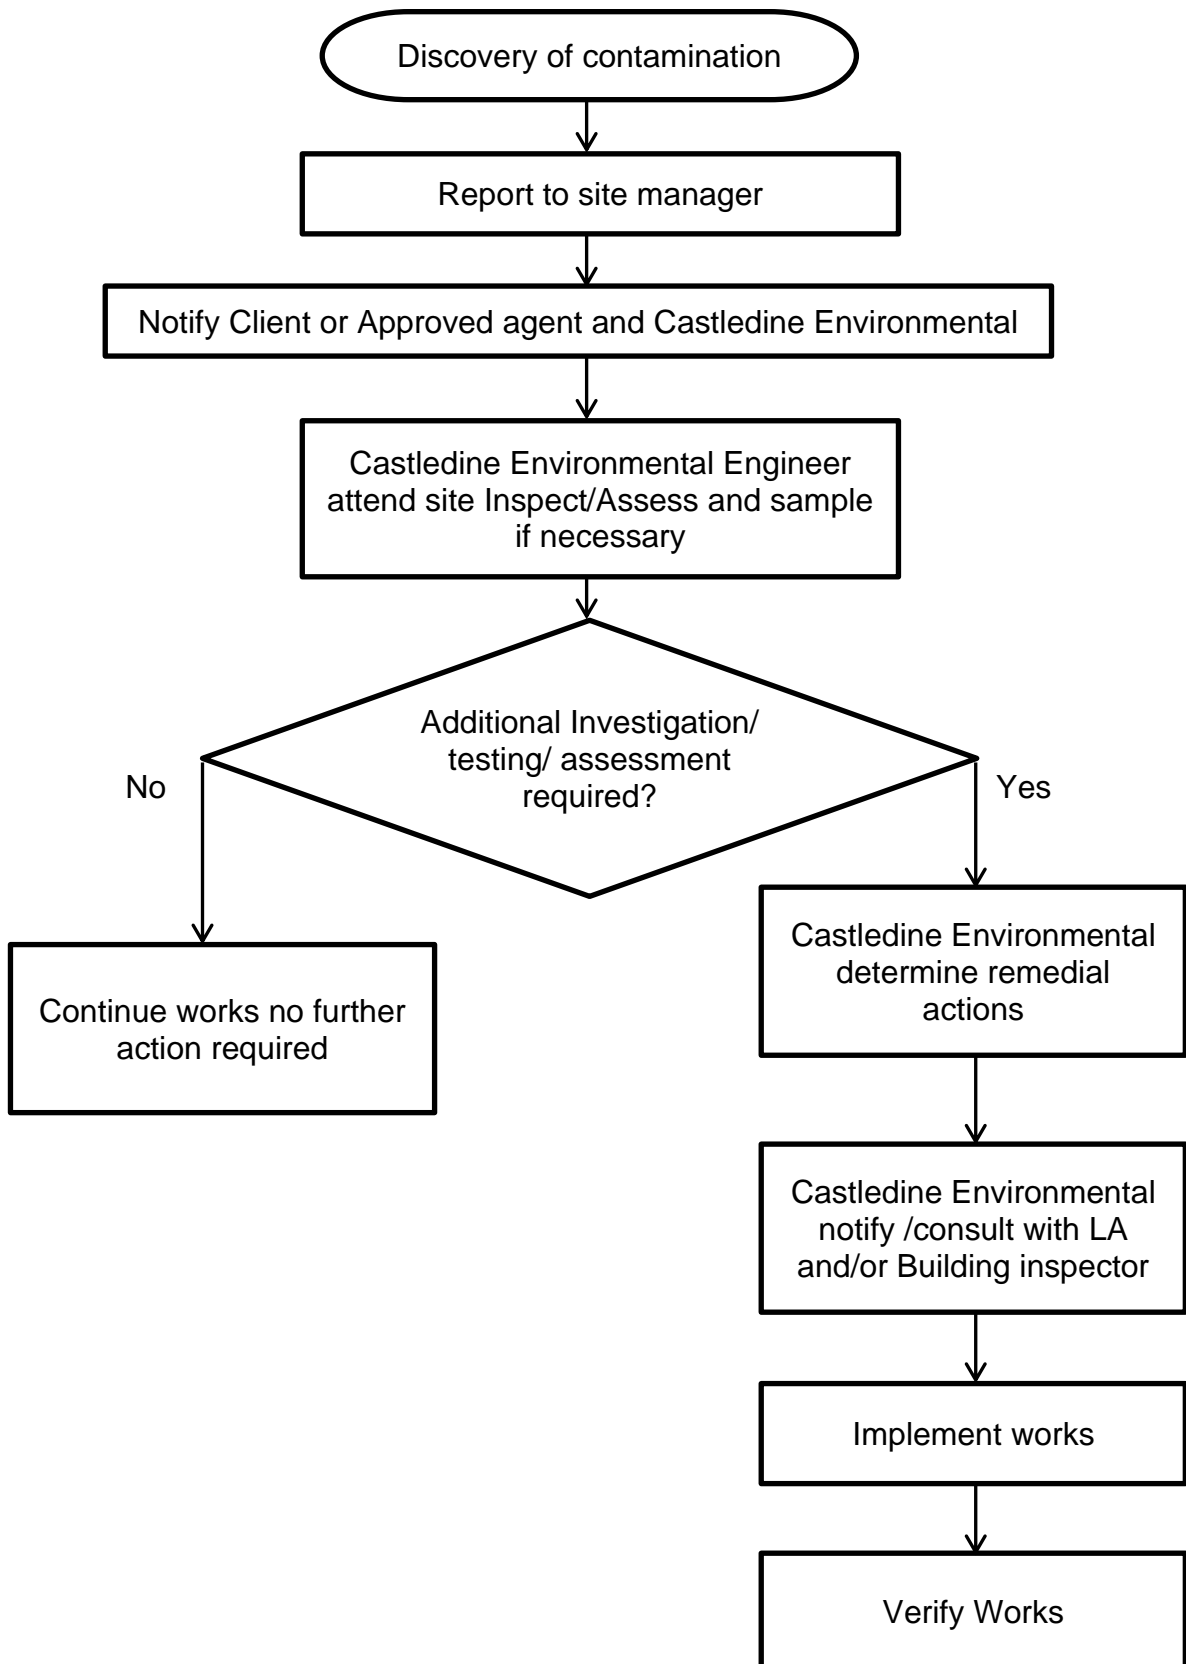 Discovery of contamination
Report to site manager
Notify Client or Approved agent and Castledine Environmental
Castledine Environmental Engineer
attend site Inspect/Assess and sample
if necessary
Additional Investigation/
testing/ assessment
required?
No
Yes
Continue works no further
action required
Castledine Environmental
determine remedial
actions
Castledine Environmental
notify /consult with LA
and/or Building inspector
Implement works
Verify Works